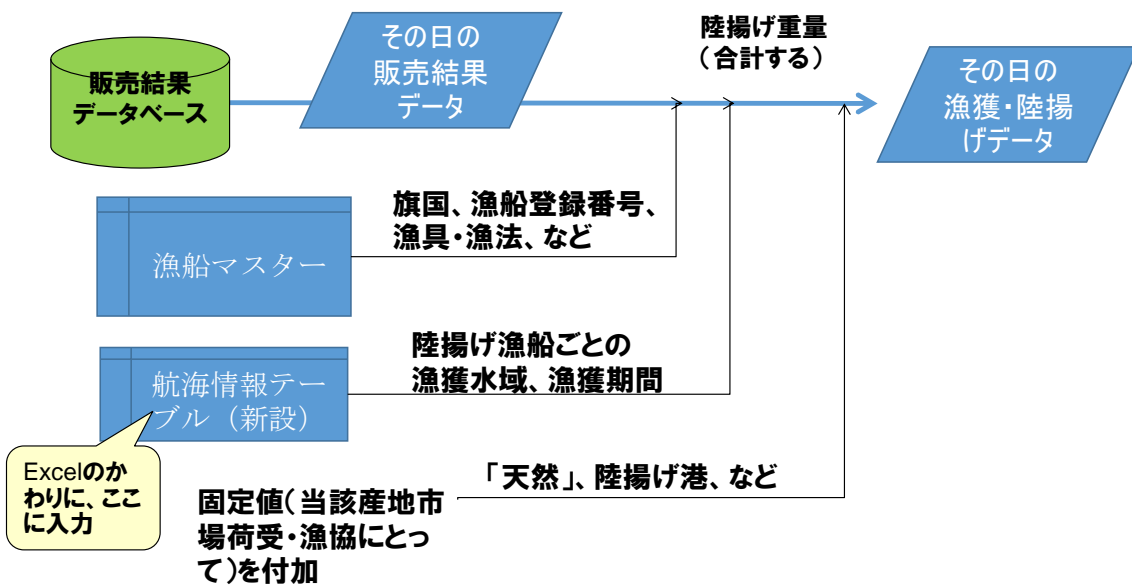 販売結果
データベース
その日の
販売結果
データ
陸揚げ重量
（合計する）
その日の
漁獲・陸揚
げデータ
漁船マスター
旗国、漁船登録番号、
漁具・漁法、など
航海情報テー
ブル（新設）
陸揚げ漁船ごとの
漁獲水域、漁獲期間
Excelのか
わりに、ここ
に入力
固定値（当該産地市
場荷受・漁協にとっ
て）を付加
「天然」、陸揚げ港、など